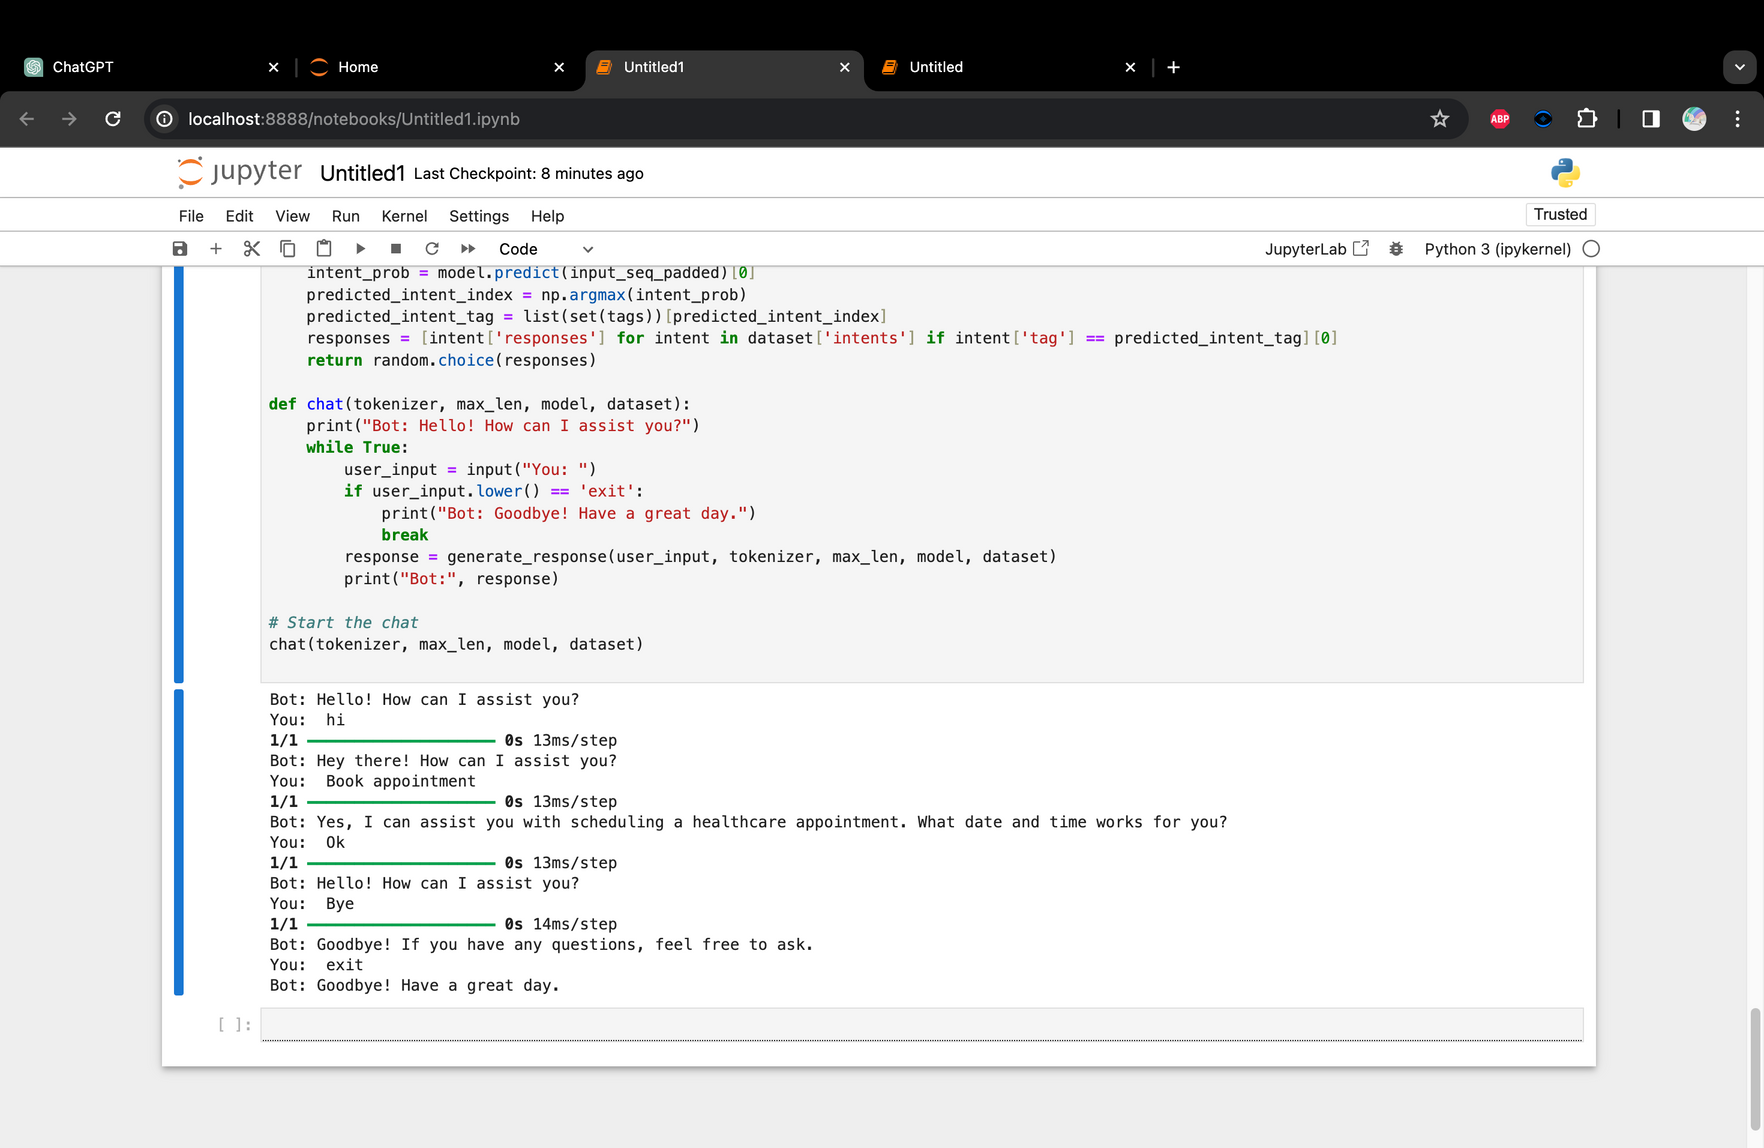 ChatGPT
Home
Untitled1
Untitled
localhost:8888/notebooks/Untitled1.ipynb
ABP
jupyter Untitled1 Last Checkpoint: 8 minutes ago
File Edit View Run Kernel Settings Help
Trusted
Code
JupyterLab
Python 3 (ipykernel)
    intent_prob = model.predict(input_seq_padded)[0]
    predicted_intent_index = np.argmax(intent_prob)
    predicted_intent_tag = list(set(tags))[predicted_intent_index]
    responses = [intent['responses'] for intent in dataset['intents'] if intent['tag'] == predicted_intent_tag][0]
    return random.choice(responses)
def chat(tokenizer, max_len, model, dataset):
    print("Bot: Hello! How can I assist you?")
    while True:
        user_input = input("You: ")
        if user_input.lower() == 'exit':
            print("Bot: Goodbye! Have a great day.")
            break
        response = generate_response(user_input, tokenizer, max_len, model, dataset)
        print("Bot:", response)
# Start the chat
chat(tokenizer, max_len, model, dataset)
Bot: Hello! How can I assist you?
You:  hi
1/1 0s 13ms/step
Bot: Hey there! How can I assist you?
You:  Book appointment
1/1 0s 13ms/step
Bot: Yes, I can assist you with scheduling a healthcare appointment. What date and time works for you?
You:  Ok
1/1 0s 13ms/step
Bot: Hello! How can I assist you?
You:  Bye
1/1 0s 14ms/step
Bot: Goodbye! If you have any questions, feel free to ask.
You:  exit
Bot: Goodbye! Have a great day.
[ ]: